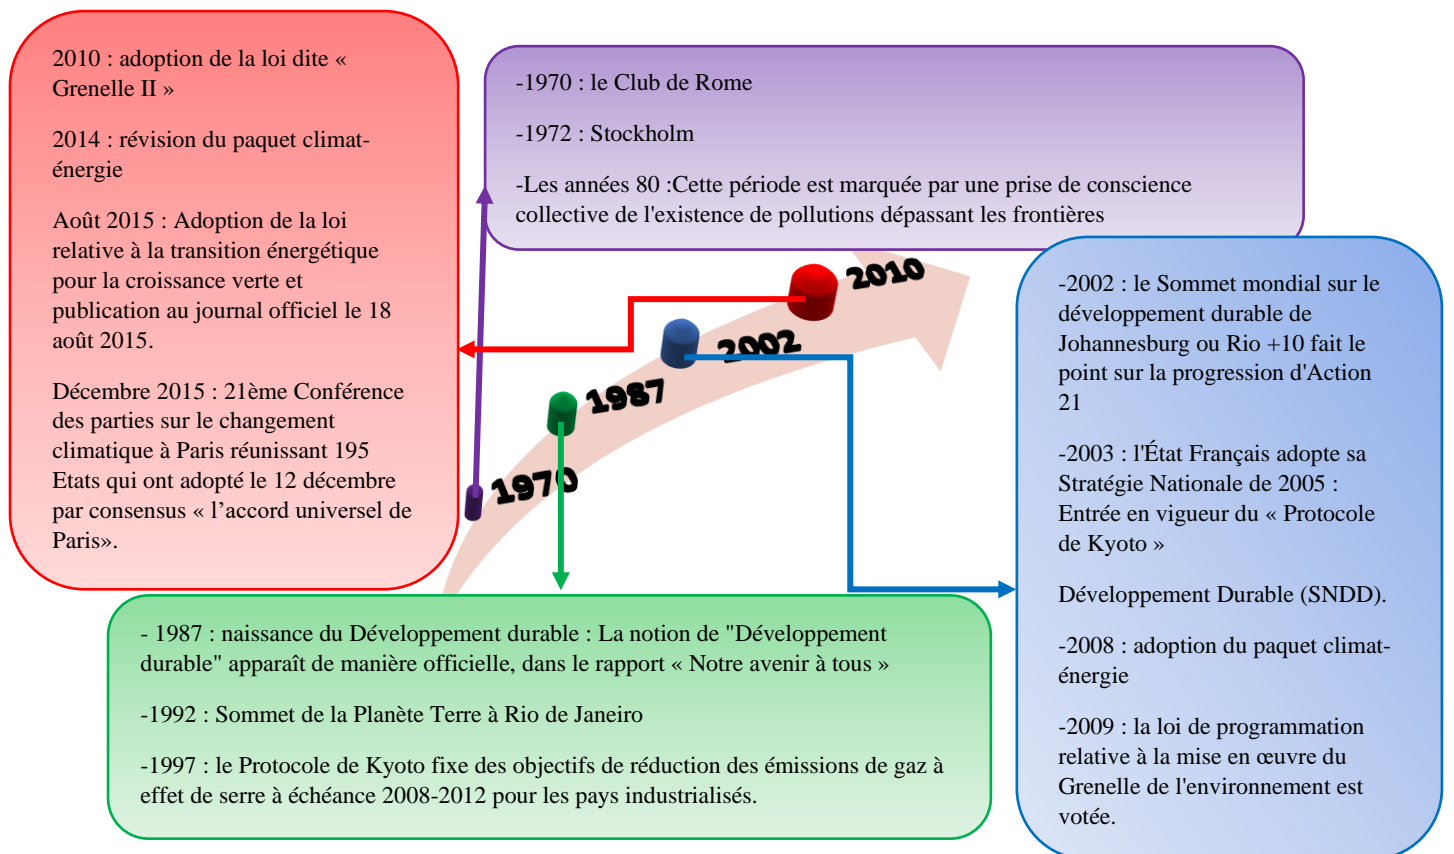 2010 : adoption de la loi dite «
Grenelle II »
2014 : révision du paquet climat-
énergie
Août 2015 : Adoption de la loi
relative à la transition énergétique
pour la croissance verte et
publication au journal officiel le 18
août 2015.
Décembre 2015 : 21ème Conférence
des parties sur le changement
climatique à Paris réunissant 195
Etats qui ont adopté le 12 décembre
par consensus « l’accord universel de
Paris».
-1970 : le Club de Rome
-1972 : Stockholm
-Les années 80 :Cette période est marquée par une prise de conscience
collective de l'existence de pollutions dépassant les frontières
1970
1987
2002
2010
- 1987 : naissance du Développement durable : La notion de "Développement
durable" apparaît de manière officielle, dans le rapport « Notre avenir à tous »
-1992 : Sommet de la Planète Terre à Rio de Janeiro
-1997 : le Protocole de Kyoto fixe des objectifs de réduction des émissions de gaz à
effet de serre à échéance 2008-2012 pour les pays industrialisés.
-2002 : le Sommet mondial sur le
développement durable de
Johannesburg ou Rio +10 fait le
point sur la progression d'Action
21
-2003 : l'État Français adopte sa
Stratégie Nationale de 2005 :
Entrée en vigueur du « Protocole
de Kyoto »
Développement Durable (SNDD).
-2008 : adoption du paquet climat-
énergie
-2009 : la loi de programmation
relative à la mise en œuvre du
Grenelle de l'environnement est
votée.